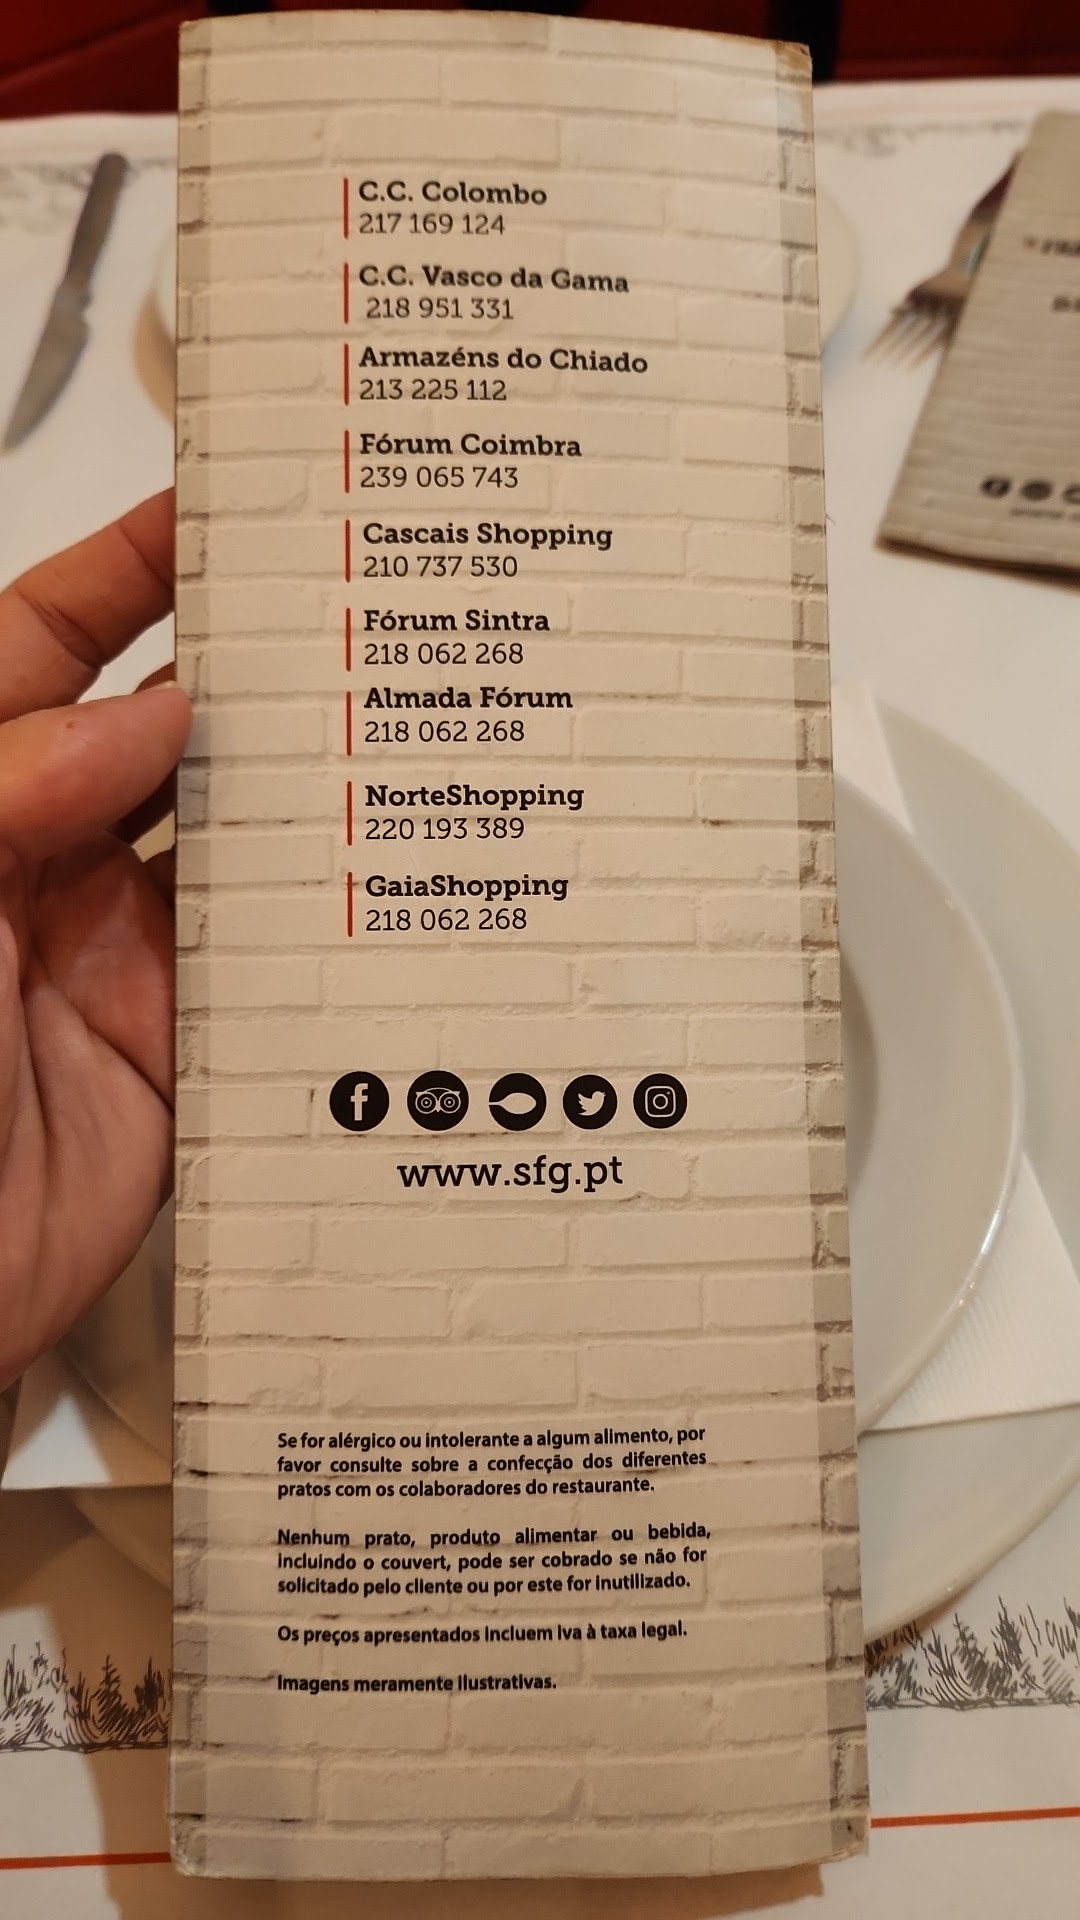 C.C. Colombo
217 169 124
C.C. Vasco da Gama
218 951 331
Armazéns do Chiado
213 225 112
Fórum Coimbra
239 065 743
Cascais Shopping
210 737 530
Fórum Sintra
218 062 268
Almada Fórum
218 062 268
NorteShopping
220 193 389
GaiaShopping
218 062 268
www.sfg.pt
Se for alérgico ou intolerante a algum alimento, por
favor consulte sobre a confecção dos diferentes
pratos com os colaboradores do restaurante.
Nenhum prato, produto alimentar ou bebida,
incluindo o couvert, pode ser cobrado se não for
solicitado pelo cliente ou por este for inutilizado.
Os preços apresentados incluem Iva à taxa legal.
Imagens meramente ilustrativas.